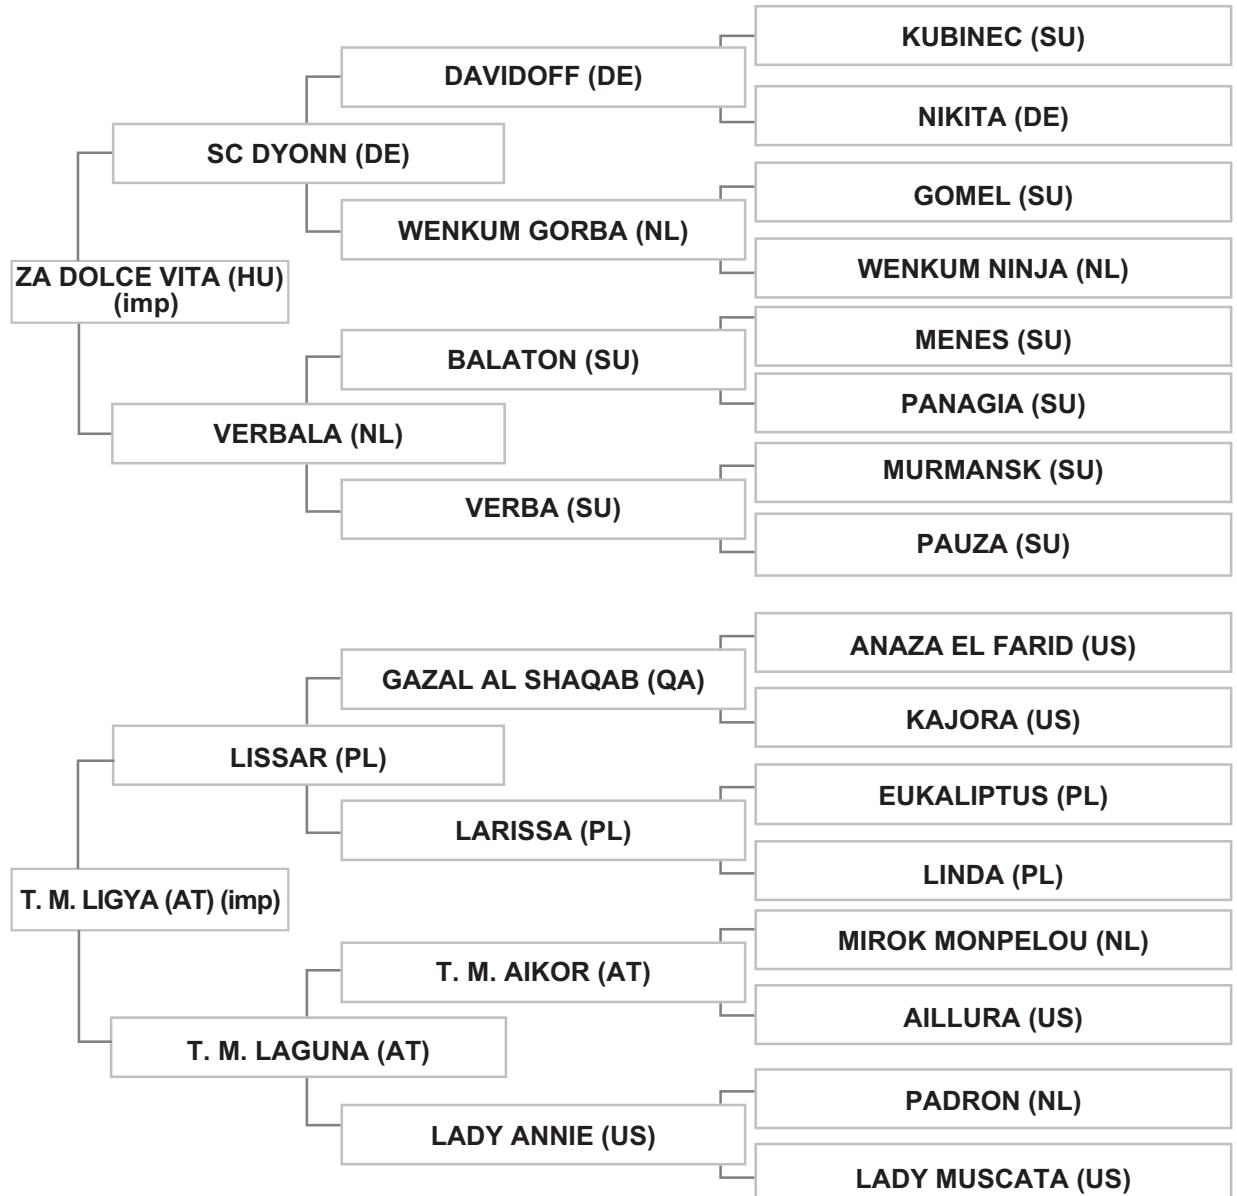 KUBINEC (SU)
DAVIDOFF (DE)
NIKITA (DE)
SC DYONN (DE)
GOMEL (SU)
WENKUM GORBA (NL)
WENKUM NINJA (NL)
ZA DOLCE VITA (HU)
(imp)
MENES (SU)
BALATON (SU)
PANAGIA (SU)
VERBALA (NL)
MURMANSK (SU)
VERBA (SU)
PAUZA (SU)
ANAZA EL FARID (US)
GAZAL AL SHAQAB (QA)
KAJORA (US)
LISSAR (PL)
EUKALIPTUS (PL)
LARISSA (PL)
LINDA (PL)
T. M. LIGYA (AT) (imp)
MIROK MONPELOU (NL)
T. M. AIKOR (AT)
AILLURA (US)
T. M. LAGUNA (AT)
PADRON (NL)
LADY ANNIE (US)
LADY MUSCATA (US)